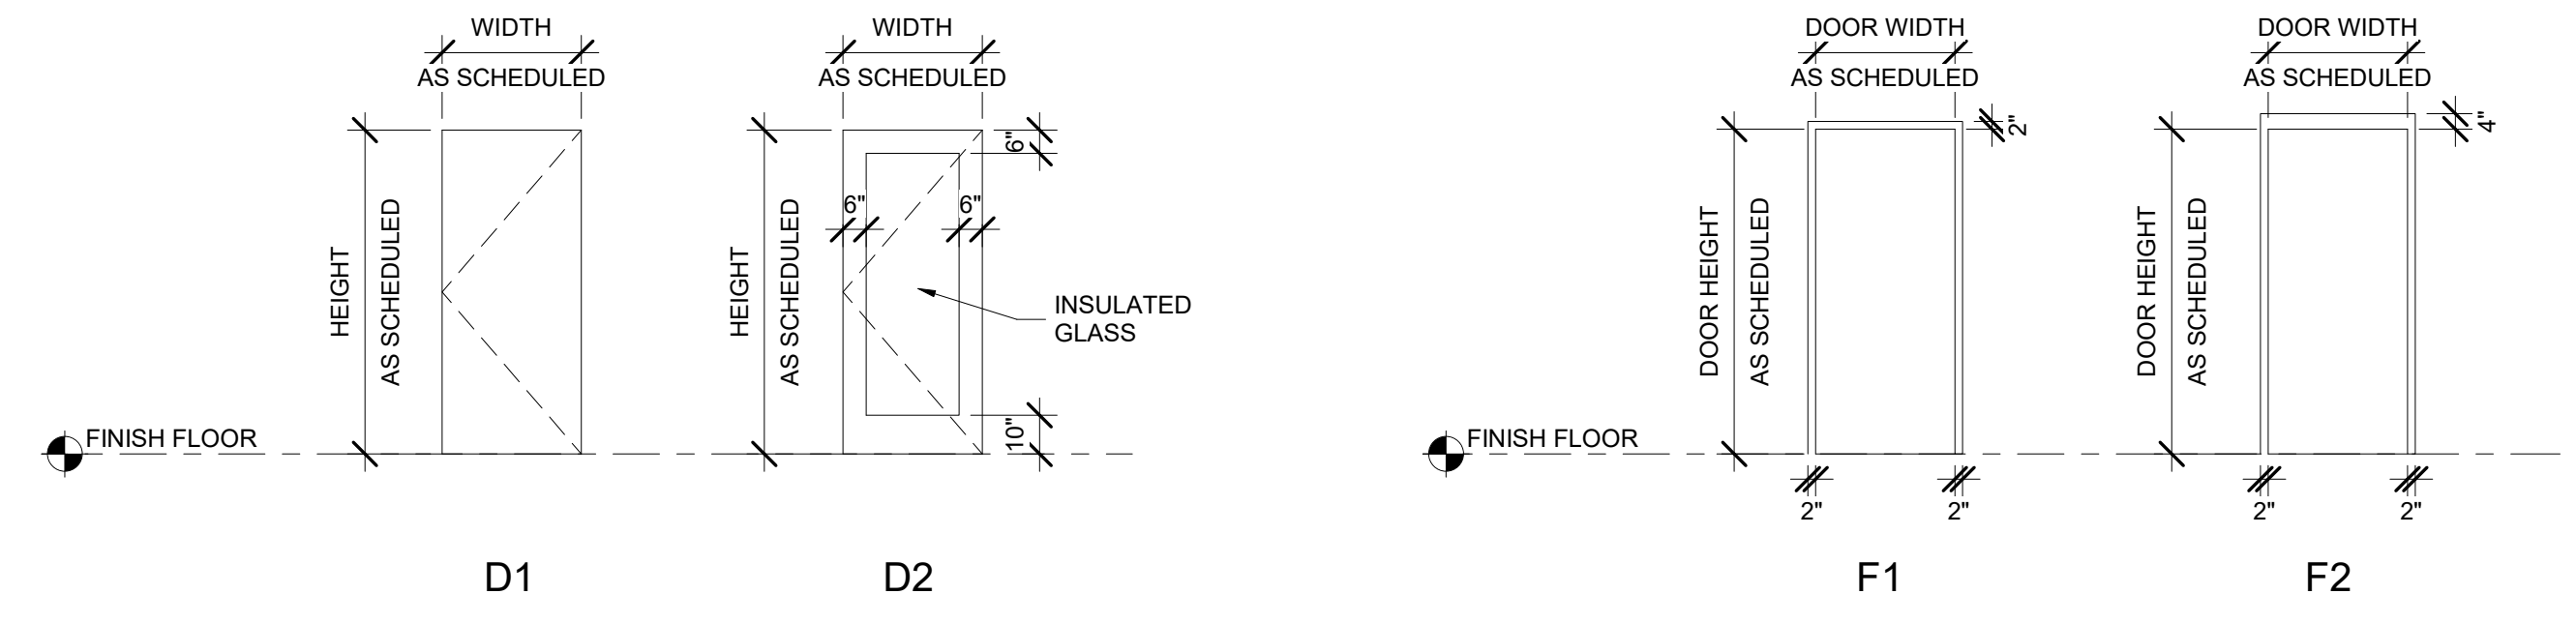 WIDTH
AS SCHEDULED
HEIGHT
AS SCHEDULED
FINISH FLOOR
D1
WIDTH
AS SCHEDULED
HEIGHT
AS SCHEDULED
6"
6"
6"
INSULATED
GLASS
10"
D2
DOOR WIDTH
AS SCHEDULED
2"
DOOR HEIGHT
AS SCHEDULED
FINISH FLOOR
2"
2"
F1
DOOR WIDTH
AS SCHEDULED
4"
DOOR HEIGHT
AS SCHEDULED
2"
2"
F2